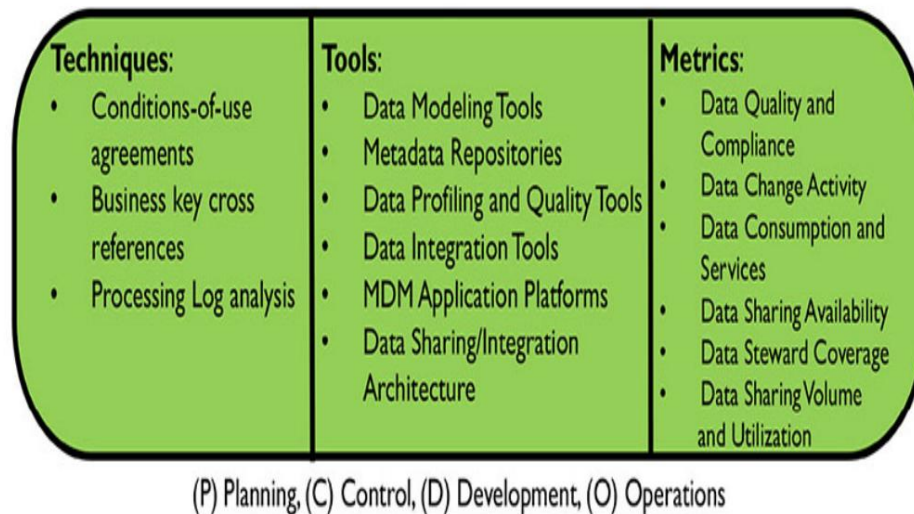 Techniques:
• Conditions-of-use
agreements
• Business key cross
references
• Processing Log analysis
Tools:
• Data Modeling Tools
• Metadata Repositories
• Data Profiling and Quality Tools
• Data Integration Tools
• MDM Application Platforms
• Data Sharing/Integration
Architecture
Metrics:
• Data Quality and
Compliance
• Data Change Activity
• Data Consumption and
Services
• Data Sharing Availability
• Data Steward Coverage
• Data Sharing Volume
and Utilization
(P) Planning, (C) Control, (D) Development, (O) Operations